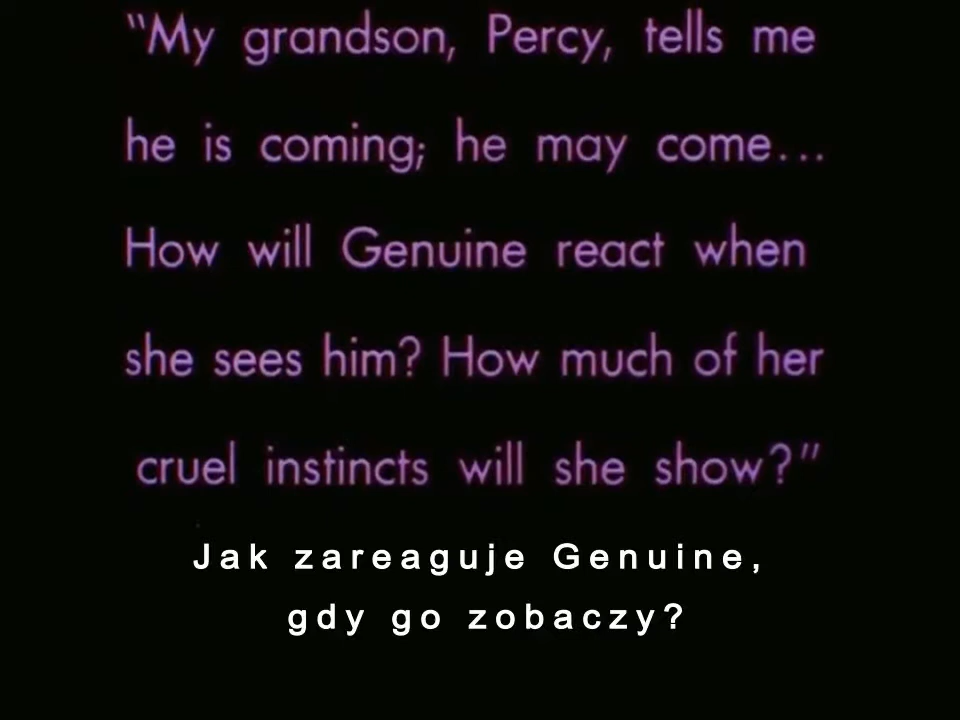 “My grandson, Percy, tells me
he is coming; he may come...
How will Genuine react when
she sees him? How much of her
cruel instincts will she show?”
Jak zareaguje Genuine,
gdy go zobaczy?